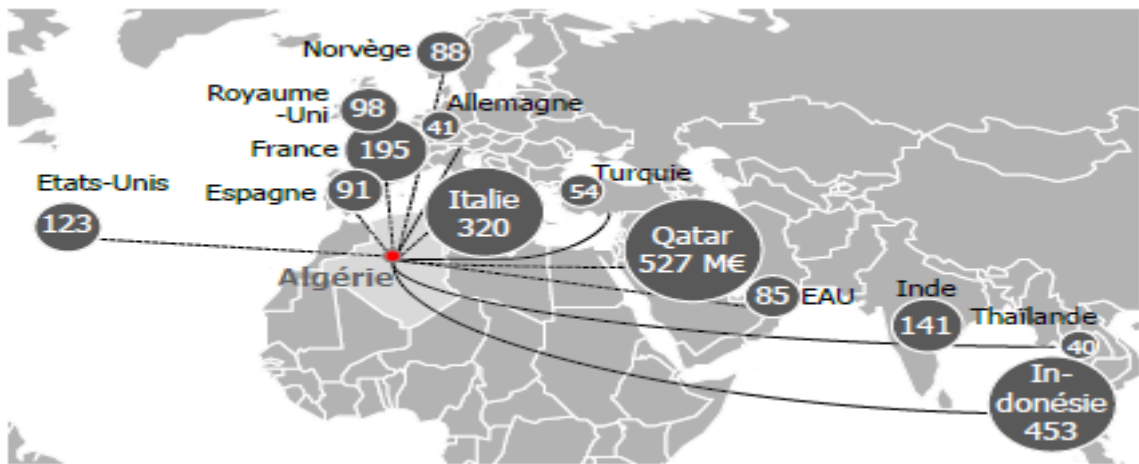 Norvège
88
Royaume
-Uni
98
Allemagne
41
France
195
Etats-Unis
123
Espagne
91
Italie
320
Turquie
54
Qatar
527 M€
Algérie
85
EAU
Inde
141
Thaïlande
40
In-
donésie
453